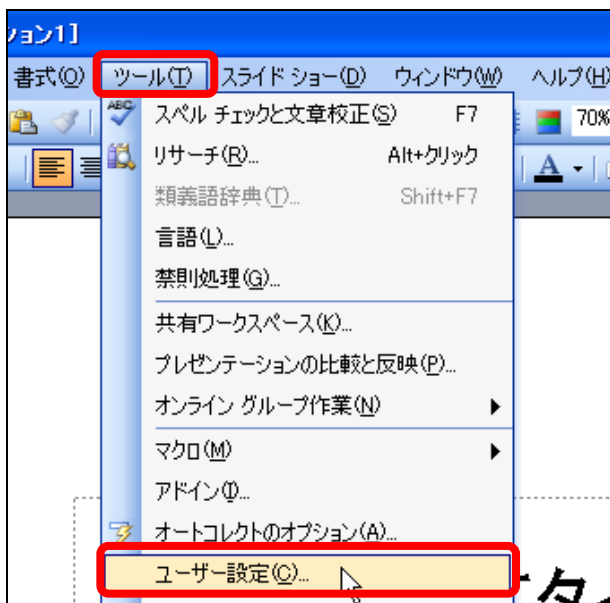 ション1]
書式(O) ツール(T) スライド ショー(D) ウィンドウ(W) ヘルプ(H)
70%
A
ABC スペル チェックと文章校正(S) F7
リサーチ(R)... Alt+クリック
類義語辞典(T)... Shift+F7
言語(L)...
禁則処理(G)...
共有ワークスペース(K)...
プレゼンテーションの比較と反映(P)...
オンライン グループ作業(N)
マクロ(M)
アドイン(I)...
オートコレクトのオプション(A)...
ユーザー設定(C)...
タ